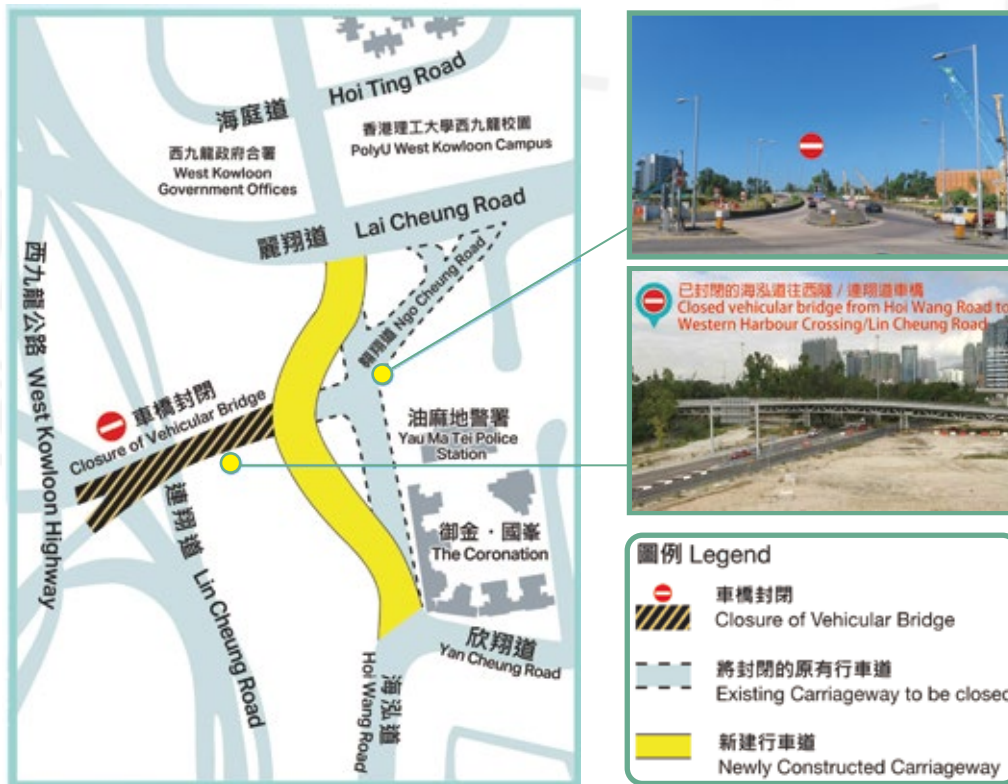 海庭道 Hoi Ting Road
西九龍政府合署
West Kowloon
Government Offices
香港理工大學西九龍校園
PolyU West Kowloon Campus
麗翔道 Lai Cheung Road
翱翔道 Ngo Cheung Road
西九龍公路 West Kowloon Highway
車橋封閉
Closure of Vehicular Bridge
連翔道 Lin Cheung Road
油麻地警署
Yau Ma Tei Police
Station
御金·國峯
The Coronation
欣翔道
Yan Cheung Road
海泓道
Hoi Wang Road
已封閉的海泓道往西隧 / 連翔道車橋
Closed vehicular bridge from Hoi Wang Road to
Western Harbour Crossing/Lin Cheung Road
圖例 Legend
車橋封閉
Closure of Vehicular Bridge
將封閉的原有行車道
Existing Carriageway to be closed
新建行車道
Newly Constructed Carriageway